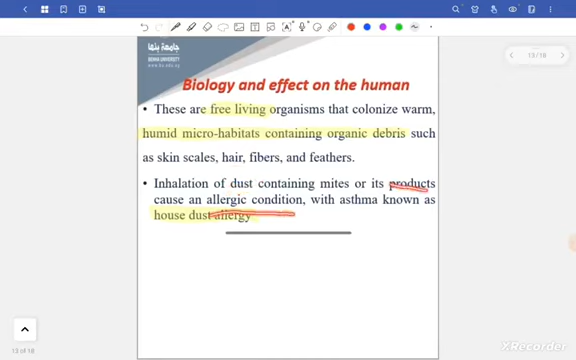 جامعة بنها
BENHA UNIVERSITY
Biology and effect on the human
• These are free living organisms that colonize warm,
humid micro-habitats containing organic debris such
as skin scales, hair, fibers, and feathers.
• Inhalation of dust containing mites or its products
cause an allergic condition, with asthma known as
house dust allergy
13/18
13 of 18
XRecorder